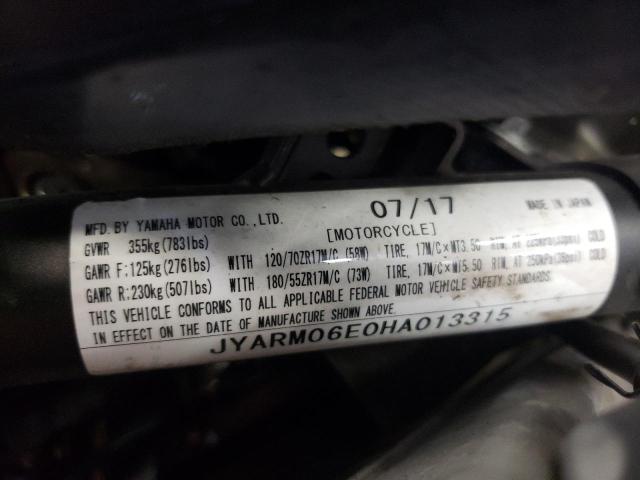 07/17 MADE IN JAPAN
MFD. BY YAMAHA MOTOR CO., LTD. [MOTORCYCLE]
GVWR 355kg(783lbs)
GAWR F:125kg(276lbs) WITH 120/70ZR17M/C (58W) TIRE, 17M/C×MT3.50 RIM, AT COLD
GAWR R:230kg(507lbs) WITH 180/55ZR17M/C (73W) TIRE, 17M/C×MT5.50 RIM, AT 250kPa(36psi) COLD
THIS VEHICLE CONFORMS TO ALL APPLICABLE FEDERAL MOTOR VEHICLE SAFETY STANDARDS
IN EFFECT ON THE DATE OF MANUFACTURE SHOWN ABOVE.
JYARM06E0HA013315